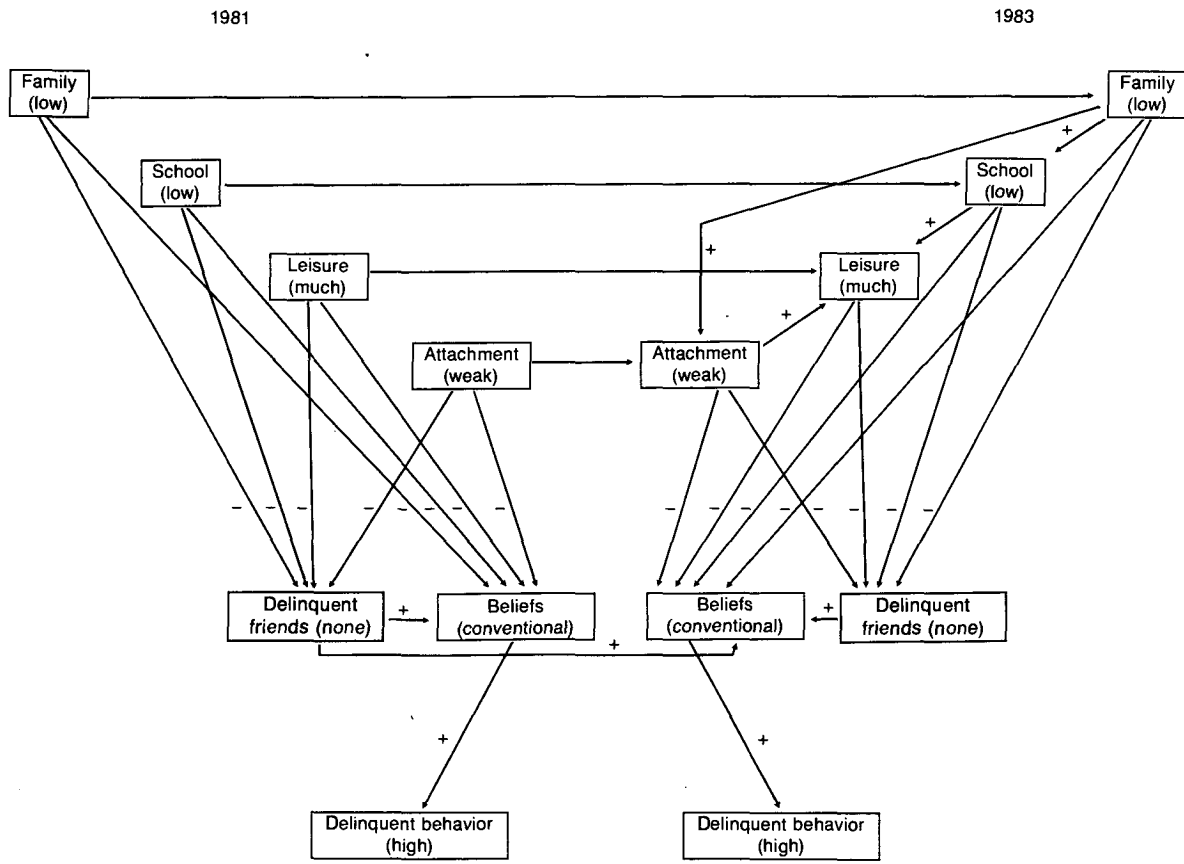 1981
1983
Family
(low)
Family
(low)
+
School
(low)
School
(low)
+
+
Leisure
(much)
Leisure
(much)
+
Attachment
(weak)
Attachment
(weak)
- - - - - - - -
- - - - - - - -
Delinquent
friends (none)
+
Beliefs
(conventional)
Beliefs
(conventional)
+
Delinquent
friends (none)
+
+
+
Delinquent behavior
(high)
Delinquent behavior
(high)